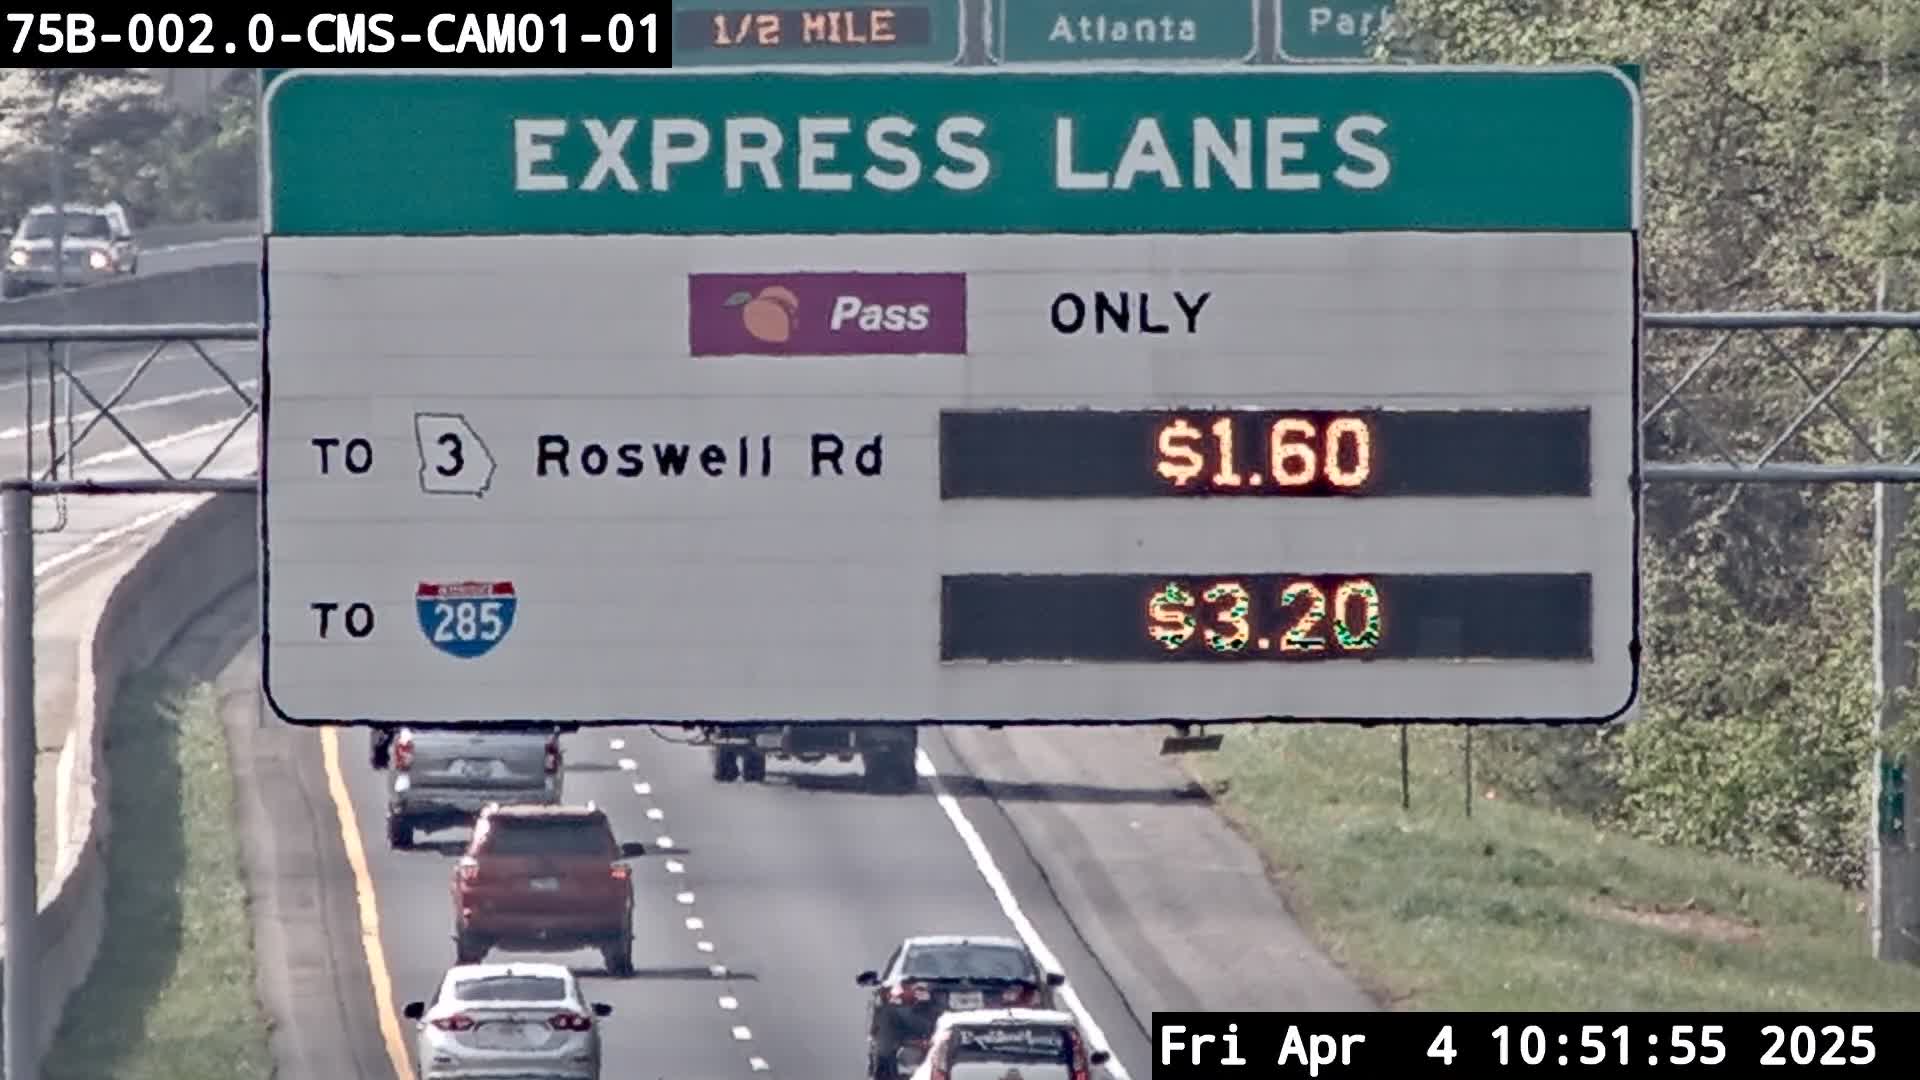 75B-002.0-CMS-CAM01-01
1/2 MILE
Atlanta
Park
EXPRESS LANES
Pass ONLY
TO 3 Roswell Rd $1.60
TO 285 $3.20
Fri Apr 4 10:51:55 2025